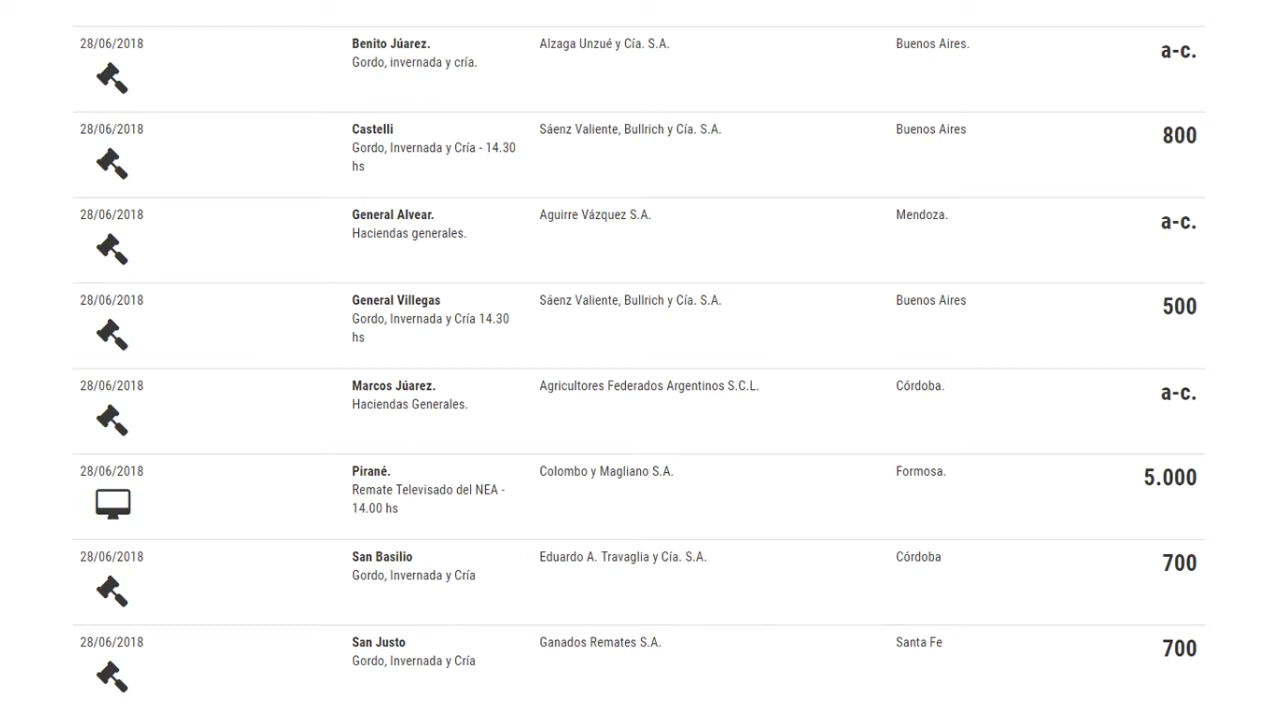 28/06/2018
Benito Júarez.
Gordo, invernada y cría.
Alzaga Unzué y Cía. S.A.
Buenos Aires.
a-c.
28/06/2018
Castelli
Gordo, Invernada y Cría - 14.30
hs
Sáenz Valiente, Bullrich y Cía. S.A.
Buenos Aires
800
28/06/2018
General Alvear.
Haciendas generales.
Aguirre Vázquez S.A.
Mendoza.
a-c.
28/06/2018
General Villegas
Gordo, Invernada y Cría 14.30
hs
Sáenz Valiente, Bullrich y Cía. S.A.
Buenos Aires
500
28/06/2018
Marcos Júarez.
Haciendas Generales.
Agricultores Federados Argentinos S.C.L.
Córdoba.
a-c.
28/06/2018
Pirané.
Remate Televisado del NEA -
14.00 hs
Colombo y Magliano S.A.
Formosa.
5.000
28/06/2018
San Basilio
Gordo, Invernada y Cría
Eduardo A. Travaglia y Cía. S.A.
Córdoba
700
28/06/2018
San Justo
Gordo, Invernada y Cría
Ganados Remates S.A.
Santa Fe
700